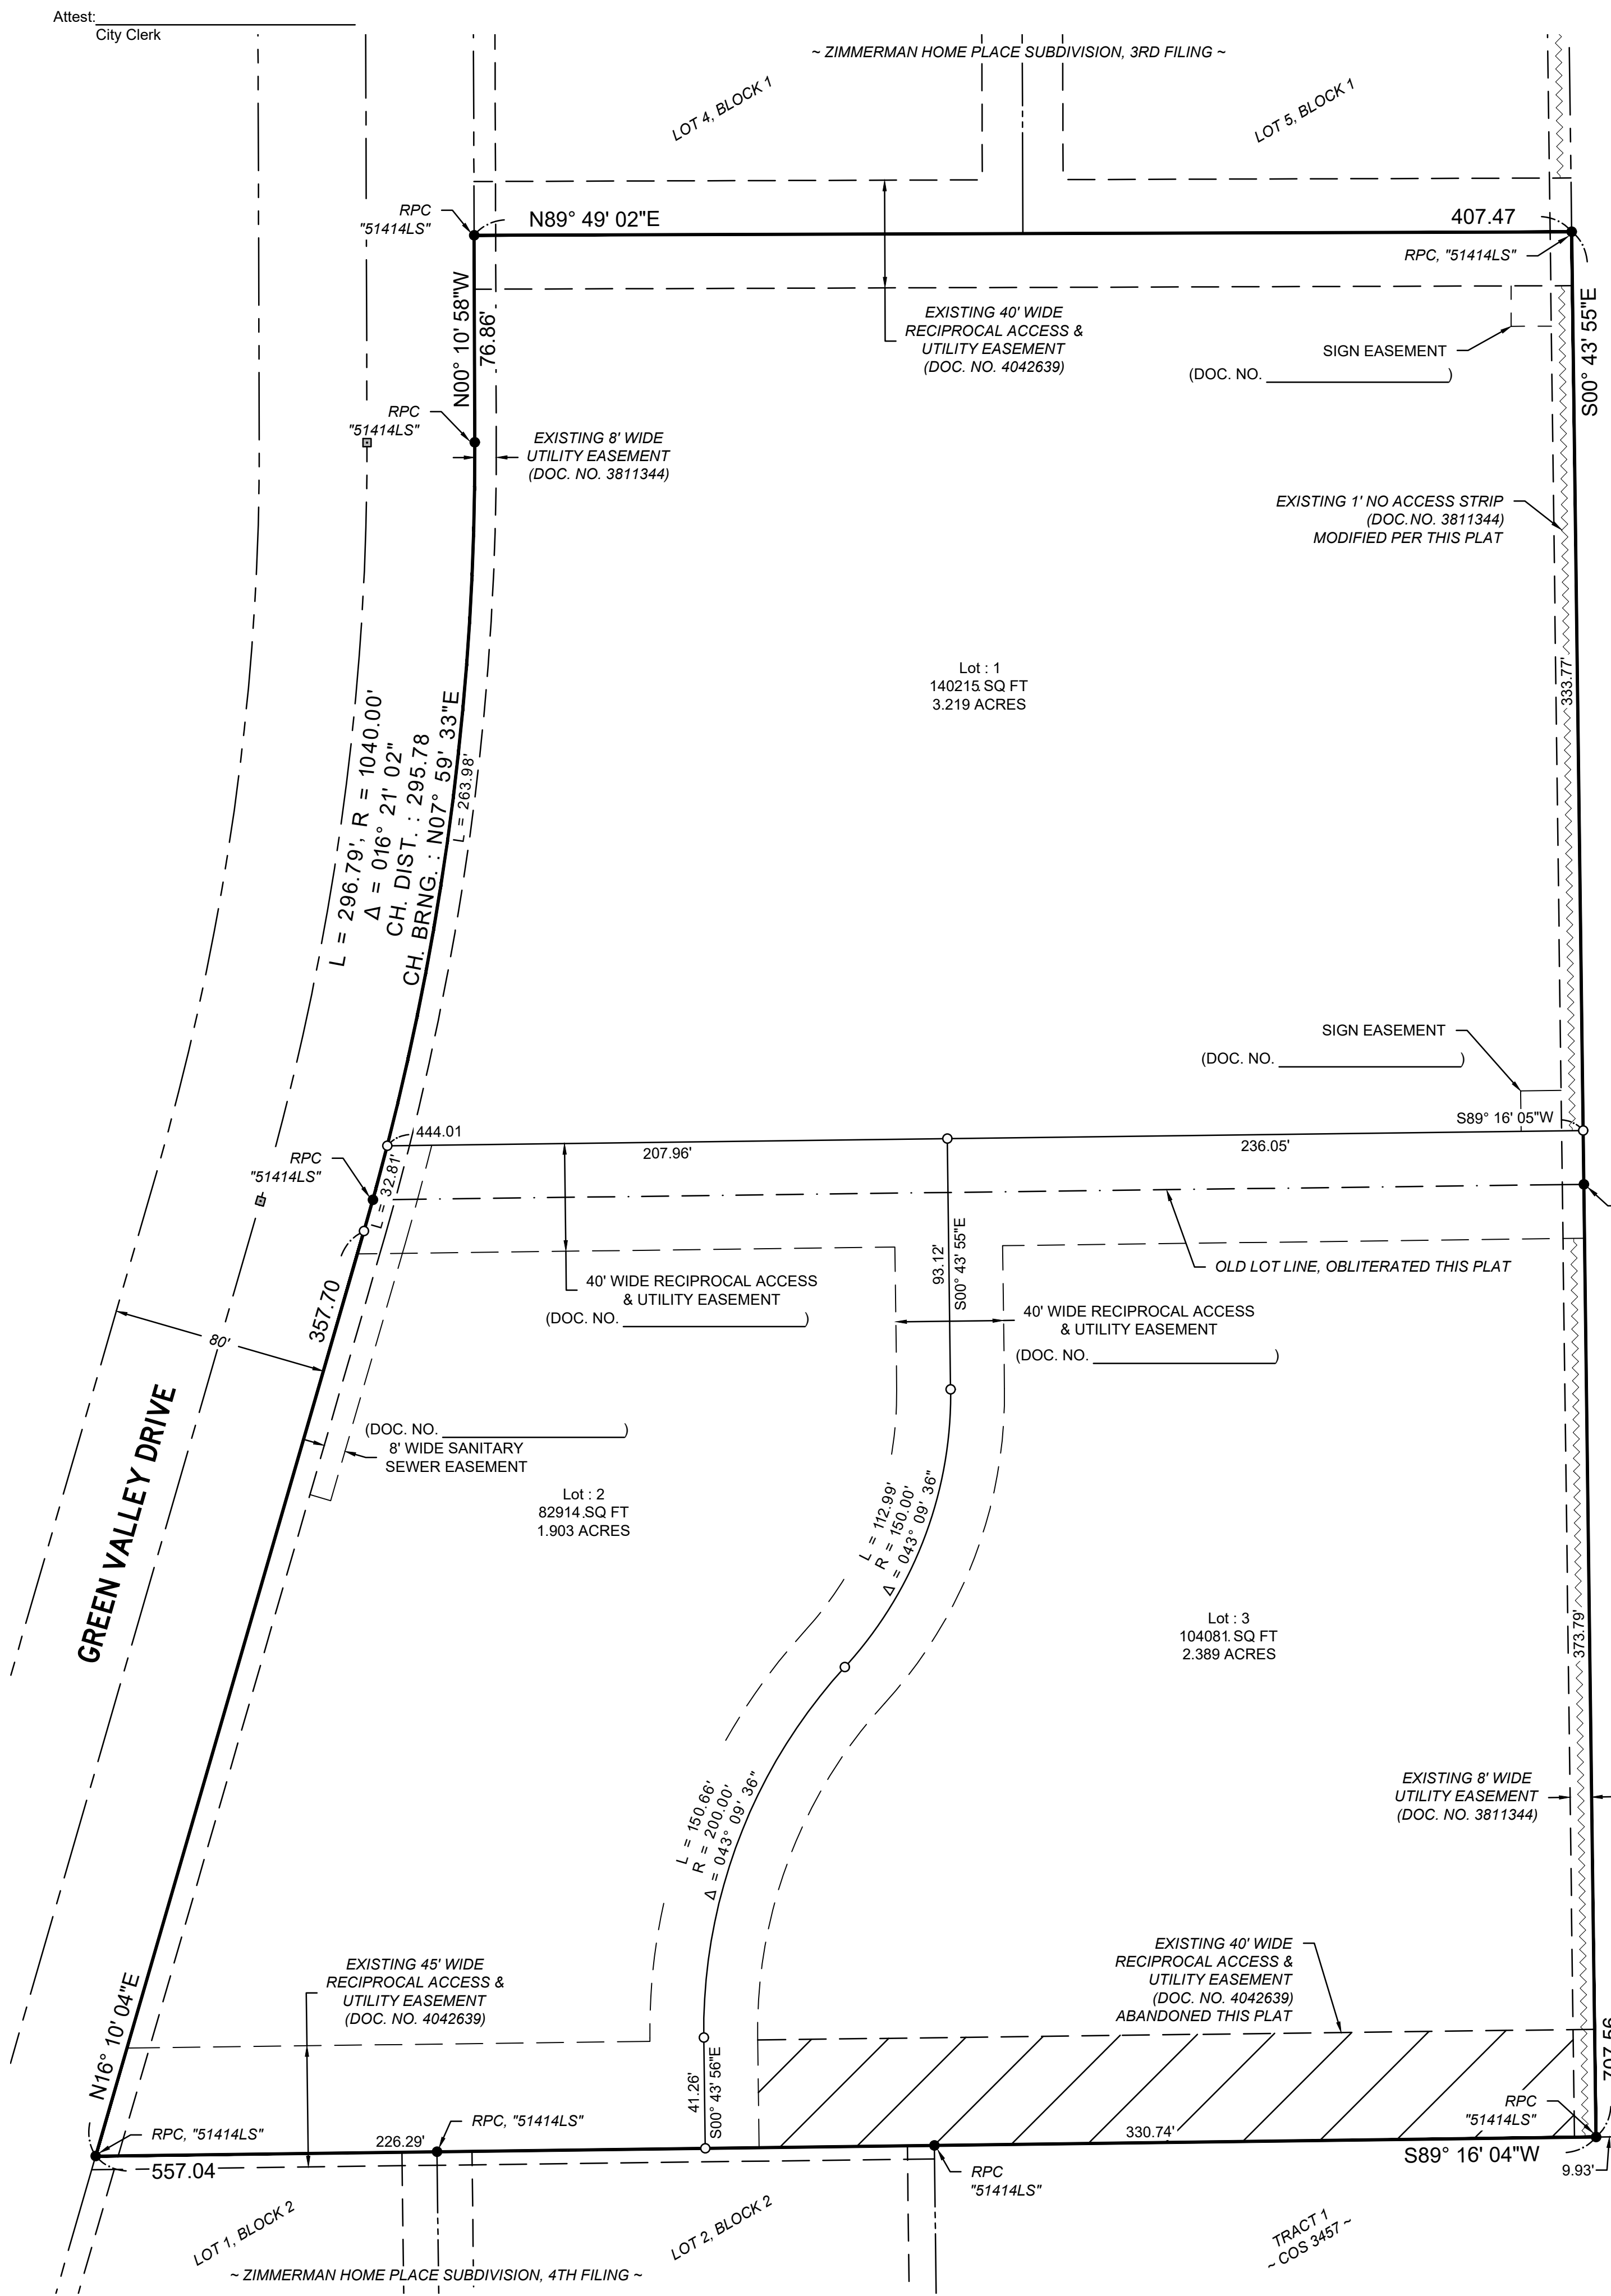 Attest:
City Clerk
~ ZIMMERMAN HOME PLACE SUBDIVISION, 3RD FILING ~
LOT 4, BLOCK 1
LOT 5, BLOCK 1
RPC
"51414LS"
N89° 49' 02"E
407.47
RPC, "51414LS"
N00° 10' 58"W
76.86'
EXISTING 40' WIDE
RECIPROCAL ACCESS &
UTILITY EASEMENT
(DOC. NO. 4042639)
SIGN EASEMENT
(DOC. NO. )
S00° 43' 55"E
RPC
"51414LS"
EXISTING 8' WIDE
UTILITY EASEMENT
(DOC. NO. 3811344)
EXISTING 1' NO ACCESS STRIP
(DOC.NO. 3811344)
MODIFIED PER THIS PLAT
Lot : 1
140215.SQ FT
3.219 ACRES
333.77'
L = 296.79', R = 1040.00'
Δ = 016° 21' 02"
CH. DIST. : 295.78
CH. BRNG. : N07° 59' 33"E
L = 263.98'
SIGN EASEMENT
(DOC. NO. )
S89° 16' 05"W
444.01
207.96'
236.05'
RPC
"51414LS"
L = 32.81'
93.12'
S00° 43' 55"E
OLD LOT LINE, OBLITERATED THIS PLAT
40' WIDE RECIPROCAL ACCESS
& UTILITY EASEMENT
(DOC. NO. )
40' WIDE RECIPROCAL ACCESS
& UTILITY EASEMENT
(DOC. NO. )
357.70
80'
GREEN VALLEY DRIVE
(DOC. NO. )
8' WIDE SANITARY
SEWER EASEMENT
Lot : 2
82914.SQ FT
1.903 ACRES
L = 112.99'
R = 150.00'
Δ = 043° 09' 36"
Lot : 3
104081.SQ FT
2.389 ACRES
373.79'
L = 150.66'
R = 200.00'
Δ = 043° 09' 36"
EXISTING 8' WIDE
UTILITY EASEMENT
(DOC. NO. 3811344)
EXISTING 45' WIDE
RECIPROCAL ACCESS &
UTILITY EASEMENT
(DOC. NO. 4042639)
EXISTING 40' WIDE
RECIPROCAL ACCESS &
UTILITY EASEMENT
(DOC. NO. 4042639)
ABANDONED THIS PLAT
N16° 10' 04"E
41.26'
S00° 43' 56"E
707.56
RPC
"51414LS"
RPC, "51414LS"
RPC, "51414LS"
226.29'
330.74'
557.04
S89° 16' 04"W
9.93'
RPC
"51414LS"
LOT 1, BLOCK 2
LOT 2, BLOCK 2
TRACT 1
~ COS 3457 ~
~ ZIMMERMAN HOME PLACE SUBDIVISION, 4TH FILING ~